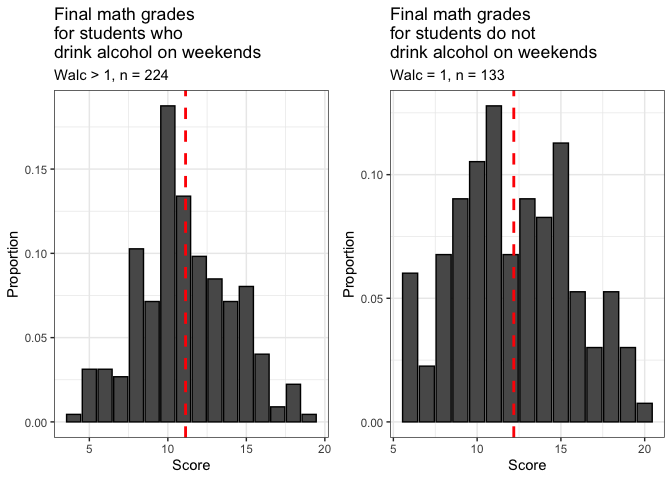 Final math grades
for students who
drink alcohol on weekends
Walc > 1, n = 224
0.15
0.10
0.05
0.00
Proportion
5
10
15
20
Score
Final math grades
for students do not
drink alcohol on weekends
Walc = 1, n = 133
0.10
0.05
0.00
Proportion
5
10
15
20
Score